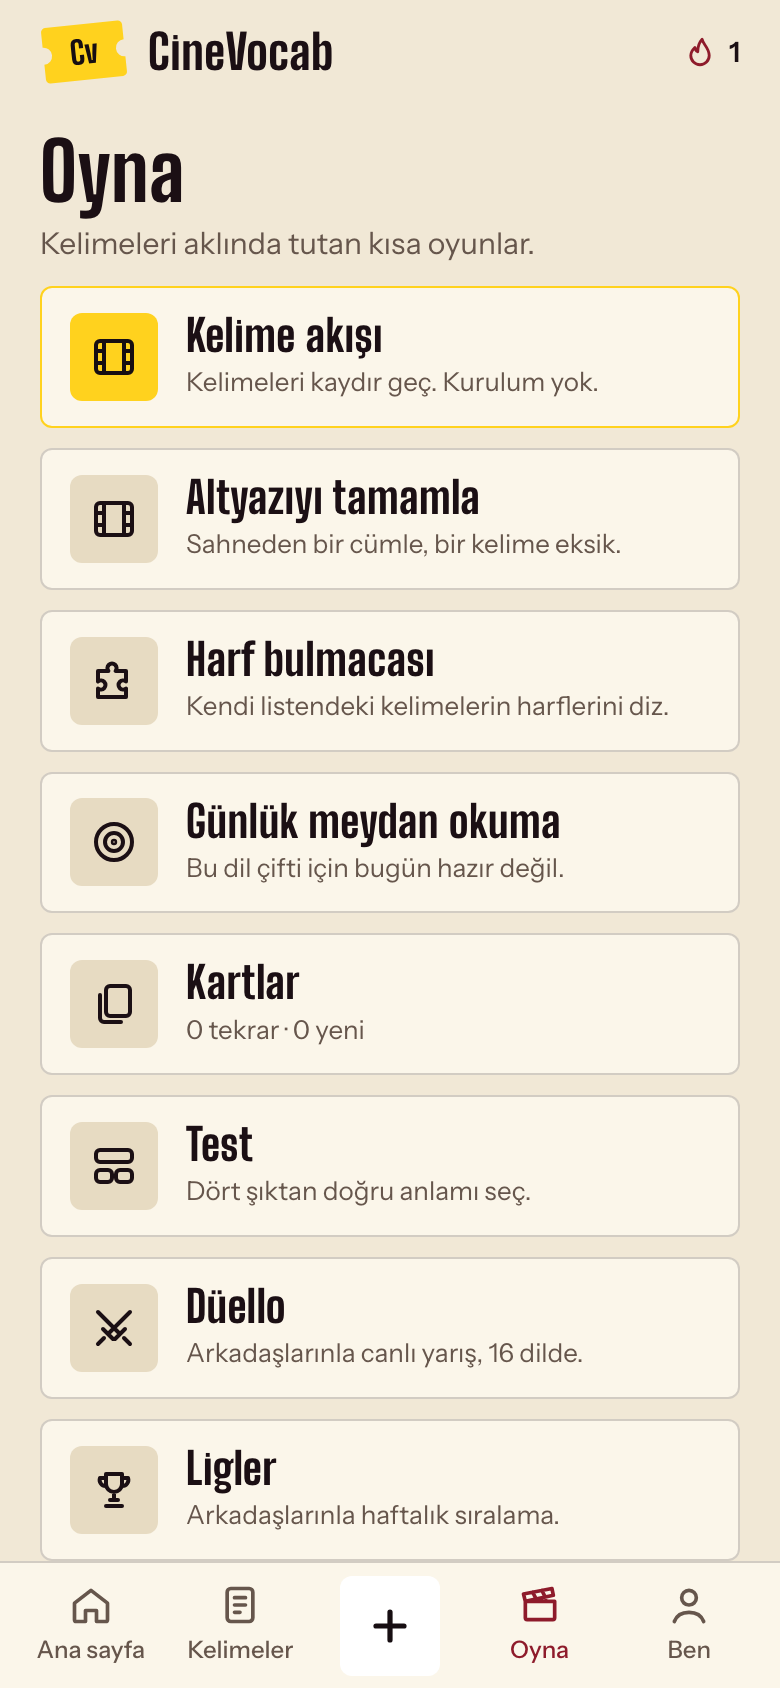 Cv
CineVocab
1
Oyna
Kelimeleri aklında tutan kısa oyunlar.
Kelime akışı
Kelimeleri kaydır geç. Kurulum yok.
Altyazıyı tamamla
Sahneden bir cümle, bir kelime eksik.
Harf bulmacası
Kendi listendeki kelimelerin harflerini diz.
Günlük meydan okuma
Bu dil çifti için bugün hazır değil.
Kartlar
0 tekrar · 0 yeni
Test
Dört şıktan doğru anlamı seç.
Düello
Arkadaşlarınla canlı yarış, 16 dilde.
Ligler
Arkadaşlarınla haftalık sıralama.
Ana sayfa
Kelimeler
Oyna
Ben